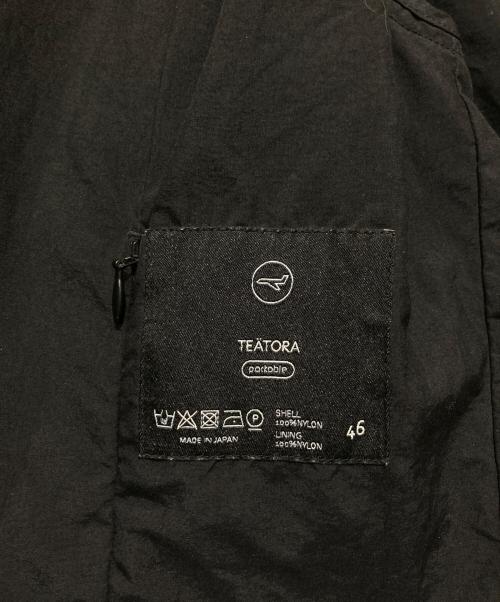 TEÄTORA
portable
P
MADE IN JAPAN
SHELL
100%NYLON
LINING
100%NYLON
46